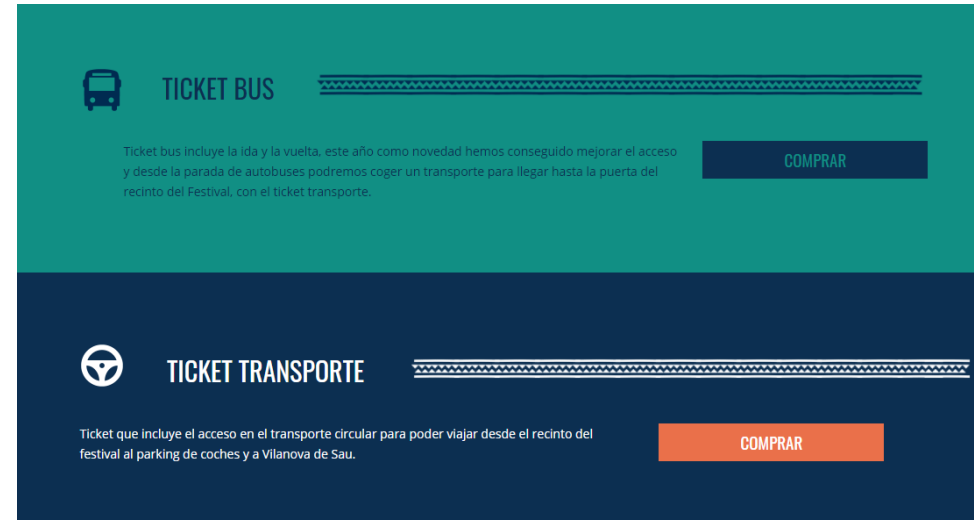 TICKET BUS
Ticket bus incluye la ida y la vuelta, este año como novedad hemos conseguido mejorar el acceso
y desde la parada de autobuses podremos coger un transporte para llegar hasta la puerta del
recinto del Festival, con el ticket transporte.
COMPRAR
TICKET TRANSPORTE
Ticket que incluye el acceso en el transporte circular para poder viajar desde el recinto del
festival al parking de coches y a Vilanova de Sau.
COMPRAR